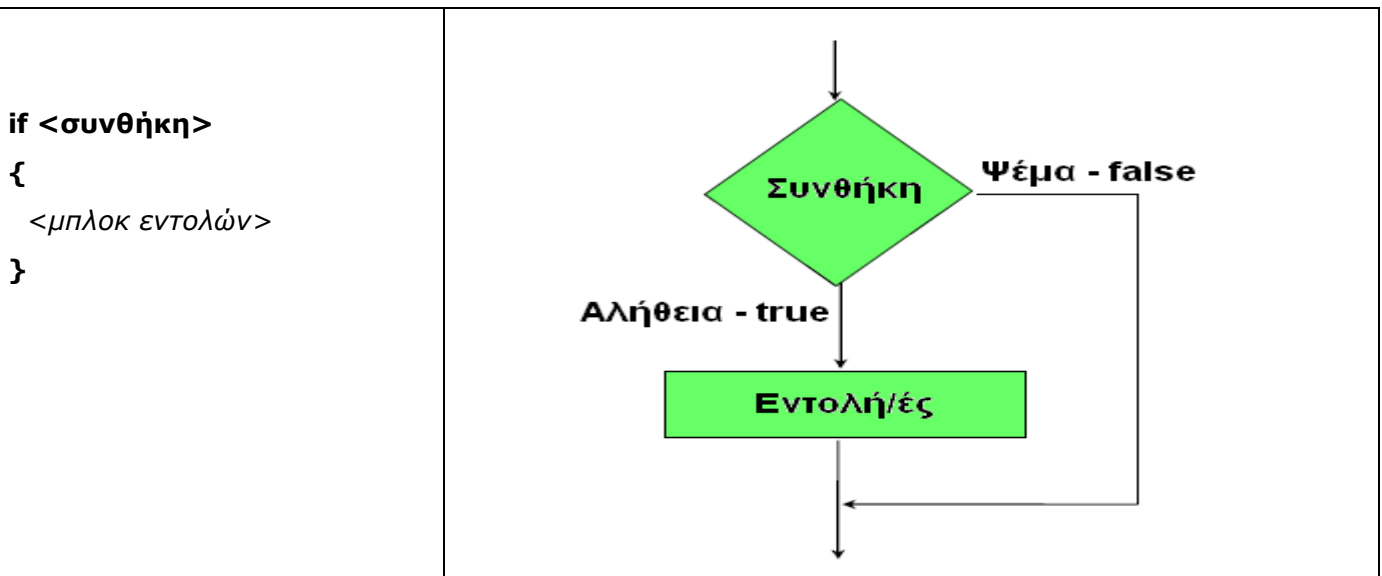 if <συνθήκη>
{
<μπλοκ εντολών>
}
Συνθήκη
Ψέμα - false
Αλήθεια - true
Εντολή/ές